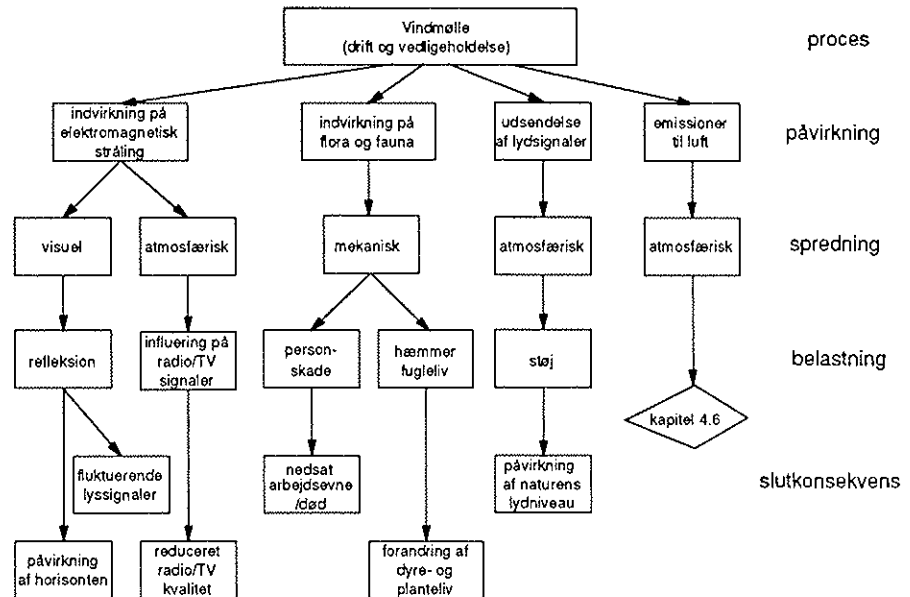 Vindmølle
(drift og vedligeholdelse)
proces
indvirkning på
elektromagnetisk
stråling
indvirkning på
flora og fauna
udsendelse
af lydsignaler
emissioner
til luft
påvirkning
visuel
atmosfærisk
mekanisk
atmosfærisk
atmosfærisk
spredning
refleksion
influering på
radio/TV
signaler
person-
skade
hæmmer
fugleliv
støj
belastning
kapitel 4.6
fluktuerende
lyssignaler
nedsat
arbejdsevne
/død
påvirkning
af naturens
lydniveau
slutkonsekvens
påvirkning
af horisonten
reduceret
radio/TV
kvalitet
forandring af
dyre- og
planteliv